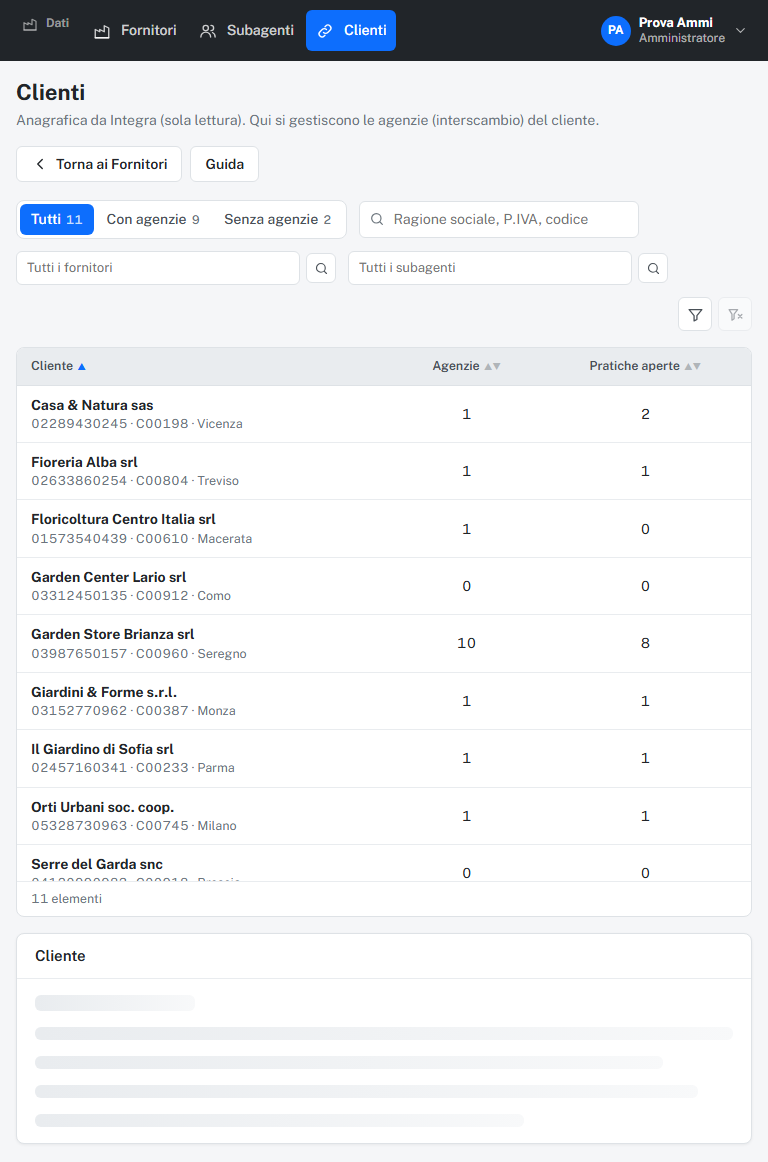 Dati
Fornitori
Subagenti
Clienti
PA
Prova Ammi
Amministratore
Clienti
Anagrafica da Integra (sola lettura). Qui si gestiscono le agenzie (interscambio) del cliente.
Torna ai Fornitori
Guida
Tutti 11
Con agenzie 9
Senza agenzie 2
Ragione sociale, P.IVA, codice
Tutti i fornitori
Tutti i subagenti
Cliente ▲ Agenzie ▲▼ Pratiche aperte ▲▼
Casa & Natura sas
02289430245 · C00198 · Vicenza
1 2
Fioreria Alba srl
02633860254 · C00804 · Treviso
1 1
Floricoltura Centro Italia srl
01573540439 · C00610 · Macerata
1 0
Garden Center Lario srl
03312450135 · C00912 · Como
0 0
Garden Store Brianza srl
03987650157 · C00960 · Seregno
10 8
Giardini & Forme s.r.l.
03152770962 · C00387 · Monza
1 1
Il Giardino di Sofia srl
02457160341 · C00233 · Parma
1 1
Orti Urbani soc. coop.
05328730963 · C00745 · Milano
1 1
Serre del Garda snc
0 0
11 elementi
Cliente